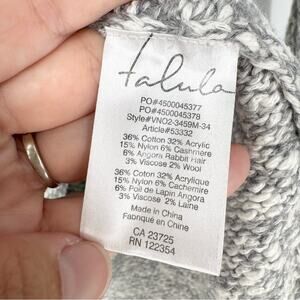 talula
PO#4500045377
PO#4500045378
Style#VN02-3459M-34
Article#53332
36% Cotton 32% Acrylic
15% Nylon 6% Cashmere
6% Angora Rabbit Hair
3% Viscose 2% Wool
36% Cotton 32% Acrylique
15% Nylon 6% Cachemire
6% Poil de Lapin Angora
3% Viscose 2% Laine
Made in China
Fabriqué en Chine
CA 23725
RN 122354